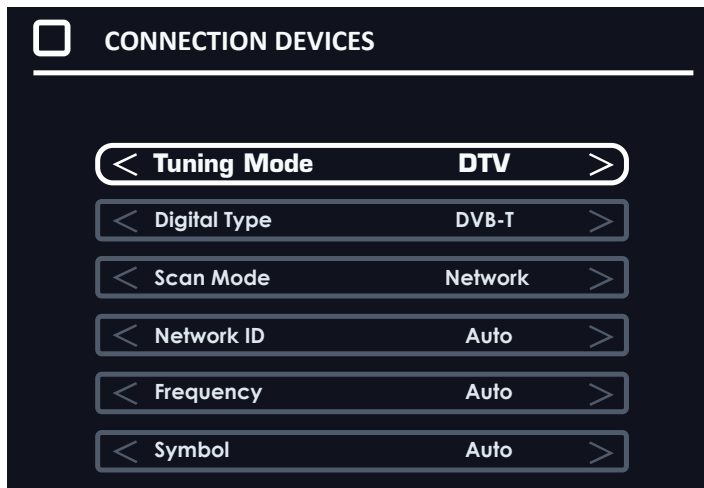 CONNECTION DEVICES
< Tuning Mode DTV >
< Digital Type DVB-T >
< Scan Mode Network >
< Network ID Auto >
< Frequency Auto >
< Symbol Auto >